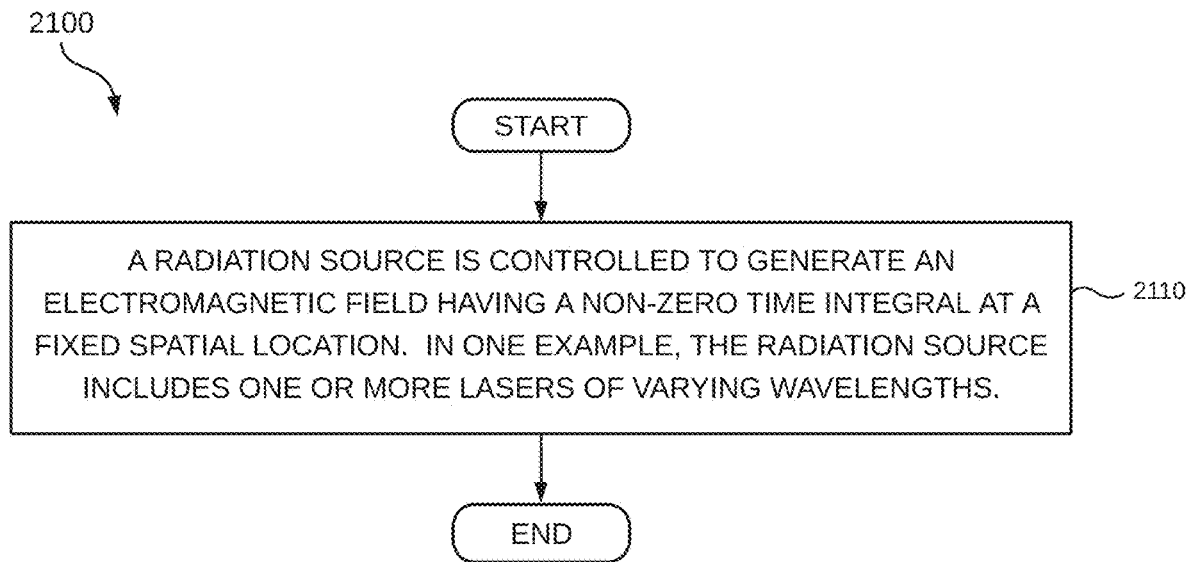 2100
START
A RADIATION SOURCE IS CONTROLLED TO GENERATE AN
ELECTROMAGNETIC FIELD HAVING A NON-ZERO TIME INTEGRAL AT A
FIXED SPATIAL LOCATION.  IN ONE EXAMPLE, THE RADIATION SOURCE
INCLUDES ONE OR MORE LASERS OF VARYING WAVELENGTHS.
2110
END